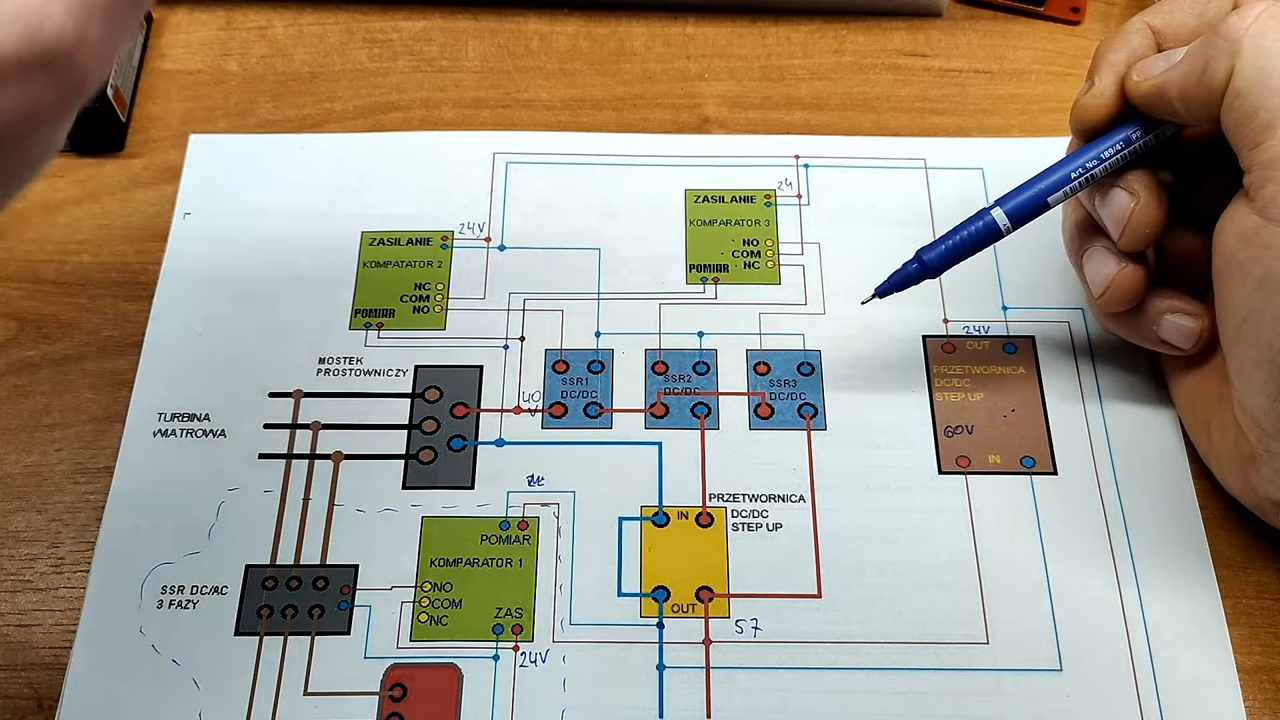 Art. No. 189/41 PP
ZASILANIE
24
KOMPARATOR 3
NO
COM
NC
POMIAR
24V
ZASILANIE
KOMPATATOR 2
NC
COM
NO
POMIAR
24V
OUT
PRZETWORNICA
DC/DC
STEP UP
60V
IN
MOSTEK
PROSTOWNICZY
SSR1
DC/DC
SSR2
DC/DC
SSR3
DC/DC
40
V
TURBINA
WIATROWA
PRZETWORNICA
DC/DC
STEP UP
IN
OUT
57
POMIAR
KOMPARATOR 1
NO
COM
NC
ZAS
24V
SSR DC/AC
3 FAZY